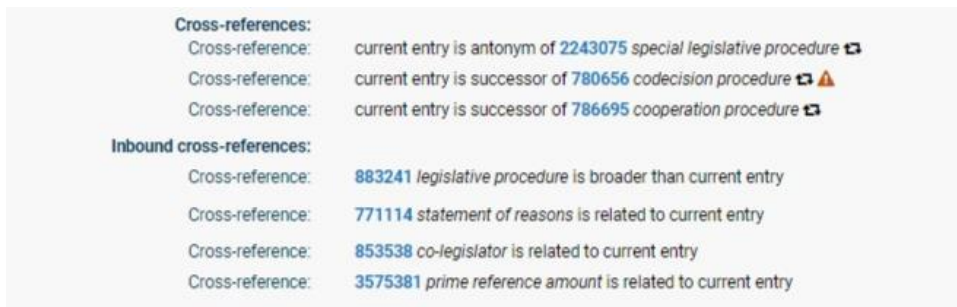 Cross-references:
Cross-reference: current entry is antonym of 2243075 special legislative procedure
Cross-reference: current entry is successor of 780656 codecision procedure
Cross-reference: current entry is successor of 786695 cooperation procedure
Inbound cross-references:
Cross-reference: 883241 legislative procedure is broader than current entry
Cross-reference: 771114 statement of reasons is related to current entry
Cross-reference: 853538 co-legislator is related to current entry
Cross-reference: 3575381 prime reference amount is related to current entry